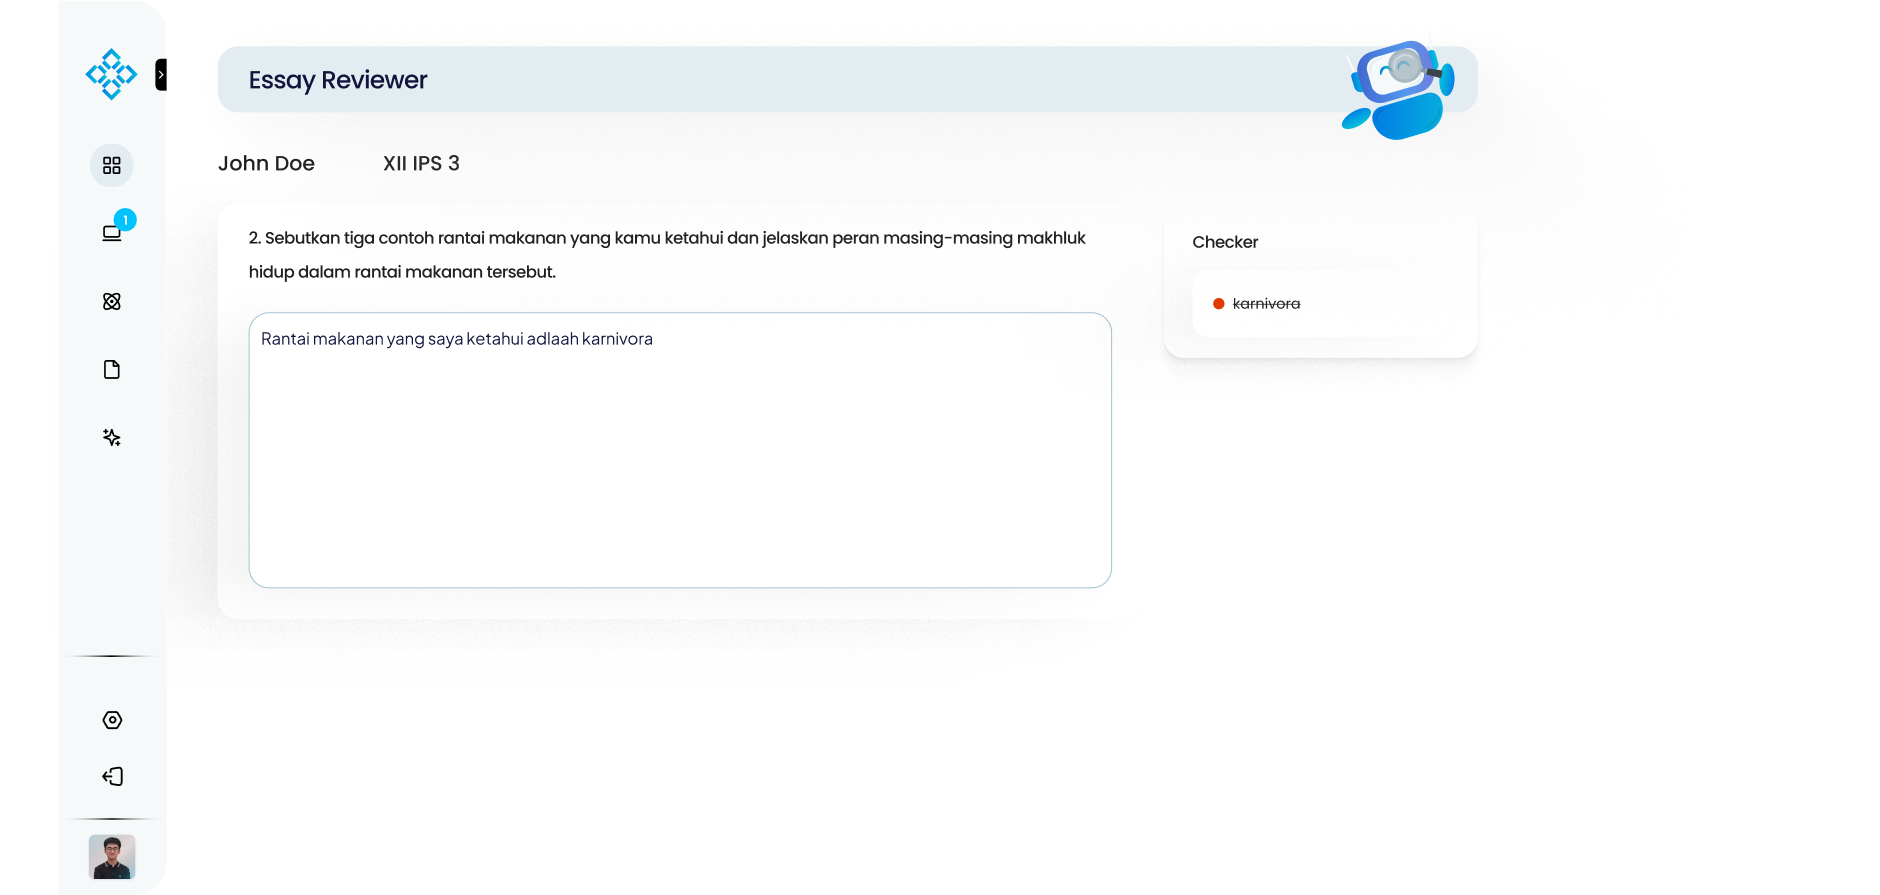 Essay Reviewer
John Doe
XII IPS 3
1
2. Sebutkan tiga contoh rantai makanan yang kamu ketahui dan jelaskan peran masing-masing makhluk
hidup dalam rantai makanan tersebut.
Rantai makanan yang saya ketahui adlaah karnivora
Checker
karnivora